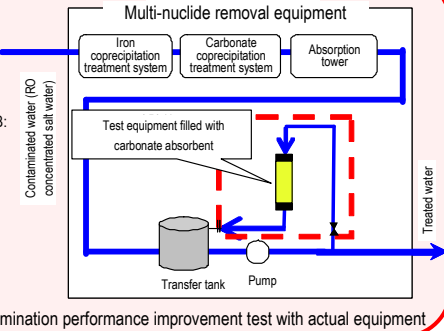 Multi-nuclide removal equipment
Iron
coprecipitation
treatment system
Carbonate
coprecipitation
treatment system
Absorption
tower
Contaminated water (RO
concentrated salt water)
3:
Test equipment filled with
carbonate absorbent
Treated water
Transfer tank
Pump
mination performance improvement test with actual equipment